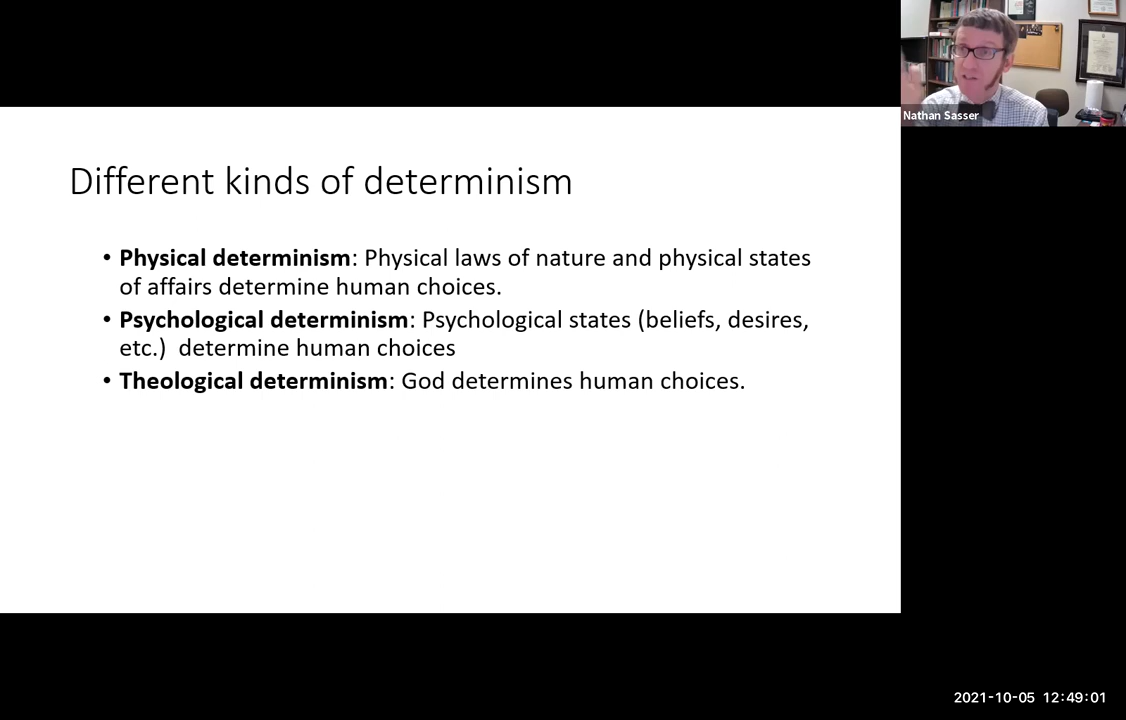 Nathan Sasser
Different kinds of determinism
• Physical determinism: Physical laws of nature and physical states
of affairs determine human choices.
• Psychological determinism: Psychological states (beliefs, desires,
etc.)  determine human choices
• Theological determinism: God determines human choices.
2021-10-05 12:49:01